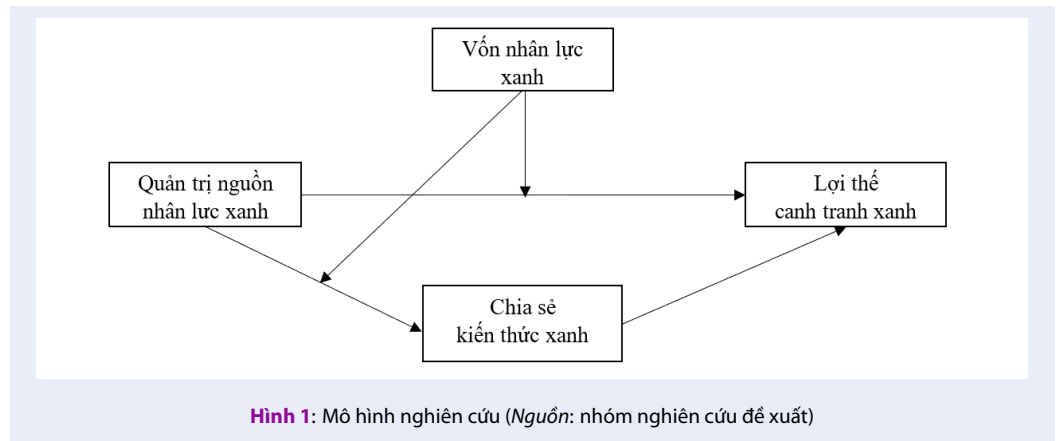 Vốn nhân lực
xanh
Quản trị nguồn
nhân lưc xanh
Lợi thế
canh tranh xanh
Chia sẻ
kiến thức xanh
Hình 1: Mô hình nghiên cứu (Nguồn: nhóm nghiên cứu đề xuất)